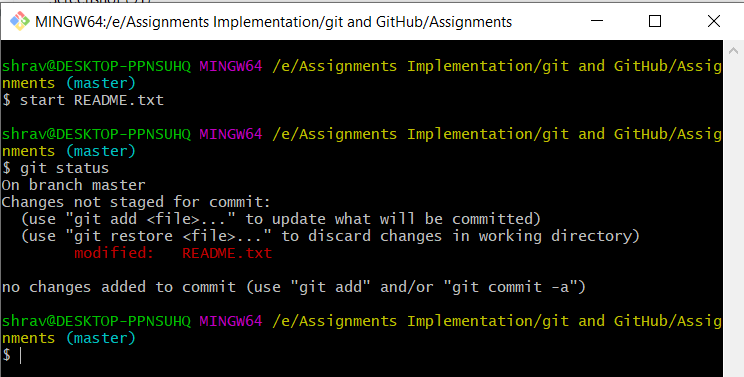 MINGW64:/e/Assignments Implementation/git and GitHub/Assignments
shrav@DESKTOP-PPNSUHQ MINGW64 /e/Assignments Implementation/git and GitHub/Assig
nments (master)
$ start README.txt
shrav@DESKTOP-PPNSUHQ MINGW64 /e/Assignments Implementation/git and GitHub/Assig
nments (master)
$ git status
On branch master
Changes not staged for commit:
  (use "git add <file>..." to update what will be committed)
  (use "git restore <file>..." to discard changes in working directory)
        modified:   README.txt
no changes added to commit (use "git add" and/or "git commit -a")
shrav@DESKTOP-PPNSUHQ MINGW64 /e/Assignments Implementation/git and GitHub/Assig
nments (master)
$